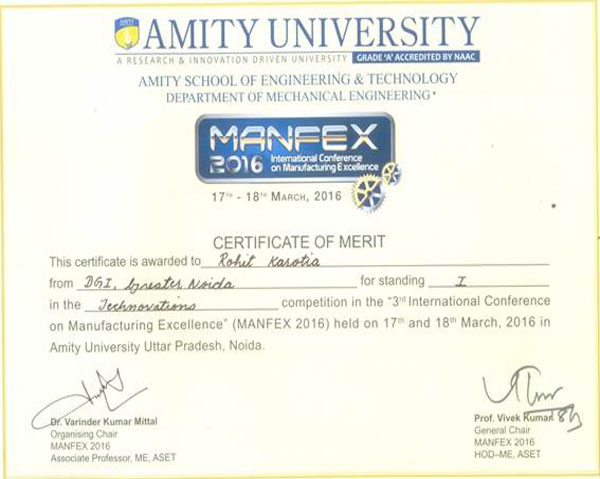 AMITY UNIVERSITY
A RESEARCH & INNOVATION DRIVEN UNIVERSITY GRADE 'A' ACCREDITED BY NAAC
AMITY SCHOOL OF ENGINEERING & TECHNOLOGY
DEPARTMENT OF MECHANICAL ENGINEERING
MANFEX
2016 International Conference
on Manufacturing Excellence
17TH - 18TH MARCH, 2016
CERTIFICATE OF MERIT
This certificate is awarded to Rohit Karotia
from DGI, Greater Noida for standing I
in the Technovations competition in the "3rd International Conference
on Manufacturing Excellence" (MANFEX 2016) held on 17th and 18th March, 2016 in
Amity University Uttar Pradesh, Noida.
Dr. Varinder Kumar Mittal
Organising Chair
MANFEX 2016
Associate Professor, ME, ASET
Prof. Vivek Kumar
General Chair
MANFEX 2016
HOD-ME, ASET